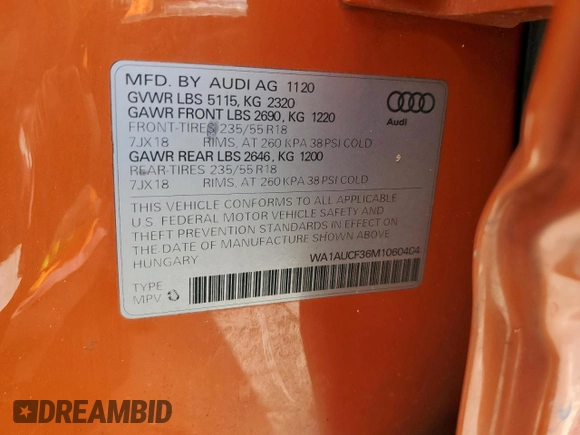 MFD. BY AUDI AG 1120
GVWR LBS 5115, KG 2320
GAWR FRONT LBS 2690, KG 1220
FRONT-TIRES 235/55 R18
7JX18 RIMS, AT 260 KPA 38 PSI COLD
GAWR REAR LBS 2646, KG 1200
REAR-TIRES 235/55 R18
7JX18 RIMS, AT 260 KPA 38 PSI COLD
Audi
9
THIS VEHICLE CONFORMS TO ALL APPLICABLE
U.S. FEDERAL MOTOR VEHICLE SAFETY AND
THEFT PREVENTION STANDARDS IN EFFECT ON
THE DATE OF MANUFACTURE SHOWN ABOVE.
HUNGARY
WA1AUCF36M1060404
TYPE
MPV
DREAMBID